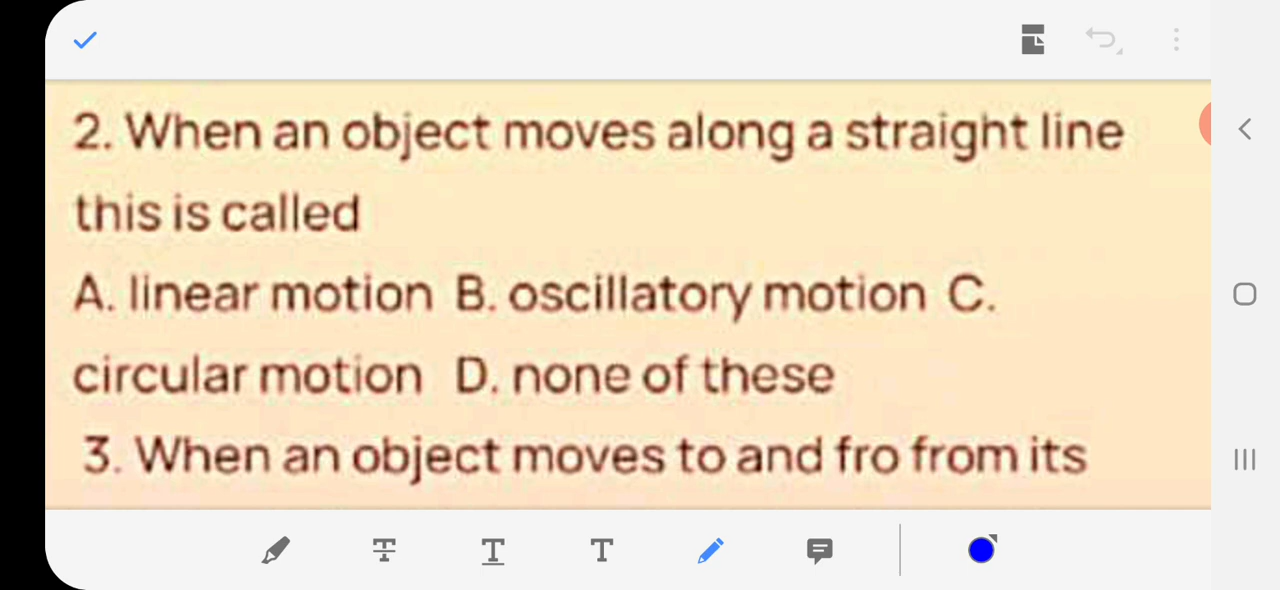 2. When an object moves along a straight line
this is called
A. linear motion B. oscillatory motion C.
circular motion D. none of these
3. When an object moves to and fro from its